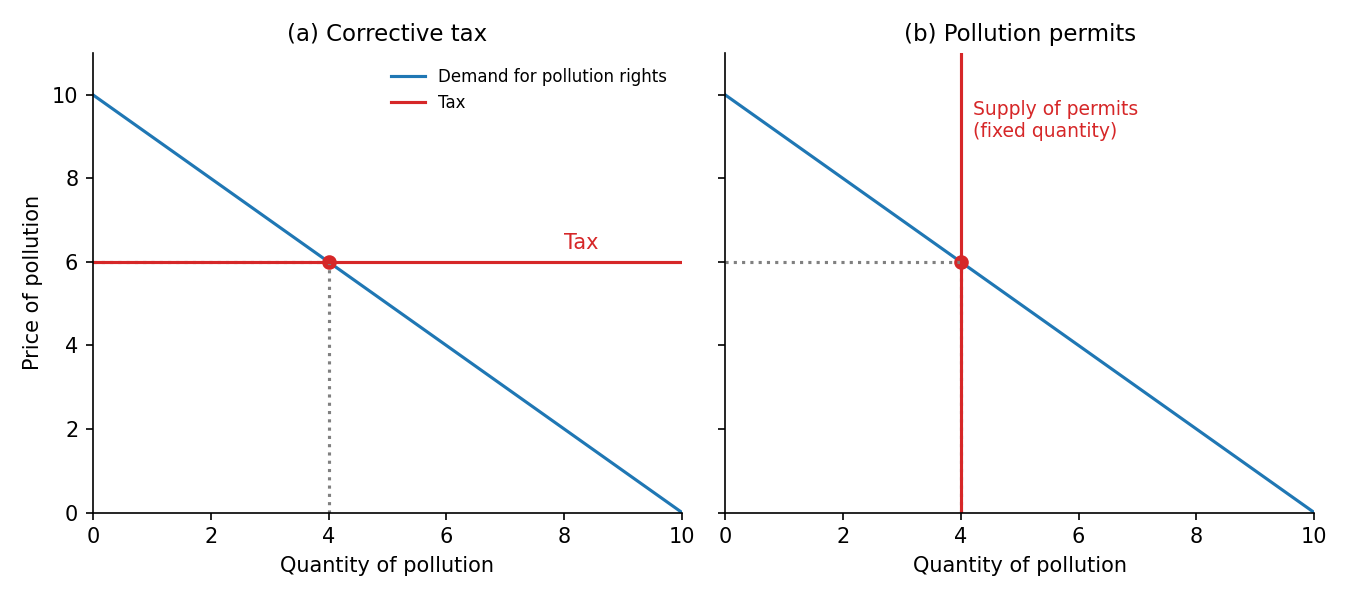 (a) Corrective tax
Demand for pollution rights
Tax
Tax
Price of pollution
10
8
6
4
2
0
0 2 4 6 8 10
Quantity of pollution
(b) Pollution permits
Supply of permits
(fixed quantity)
0 2 4 6 8 10
Quantity of pollution